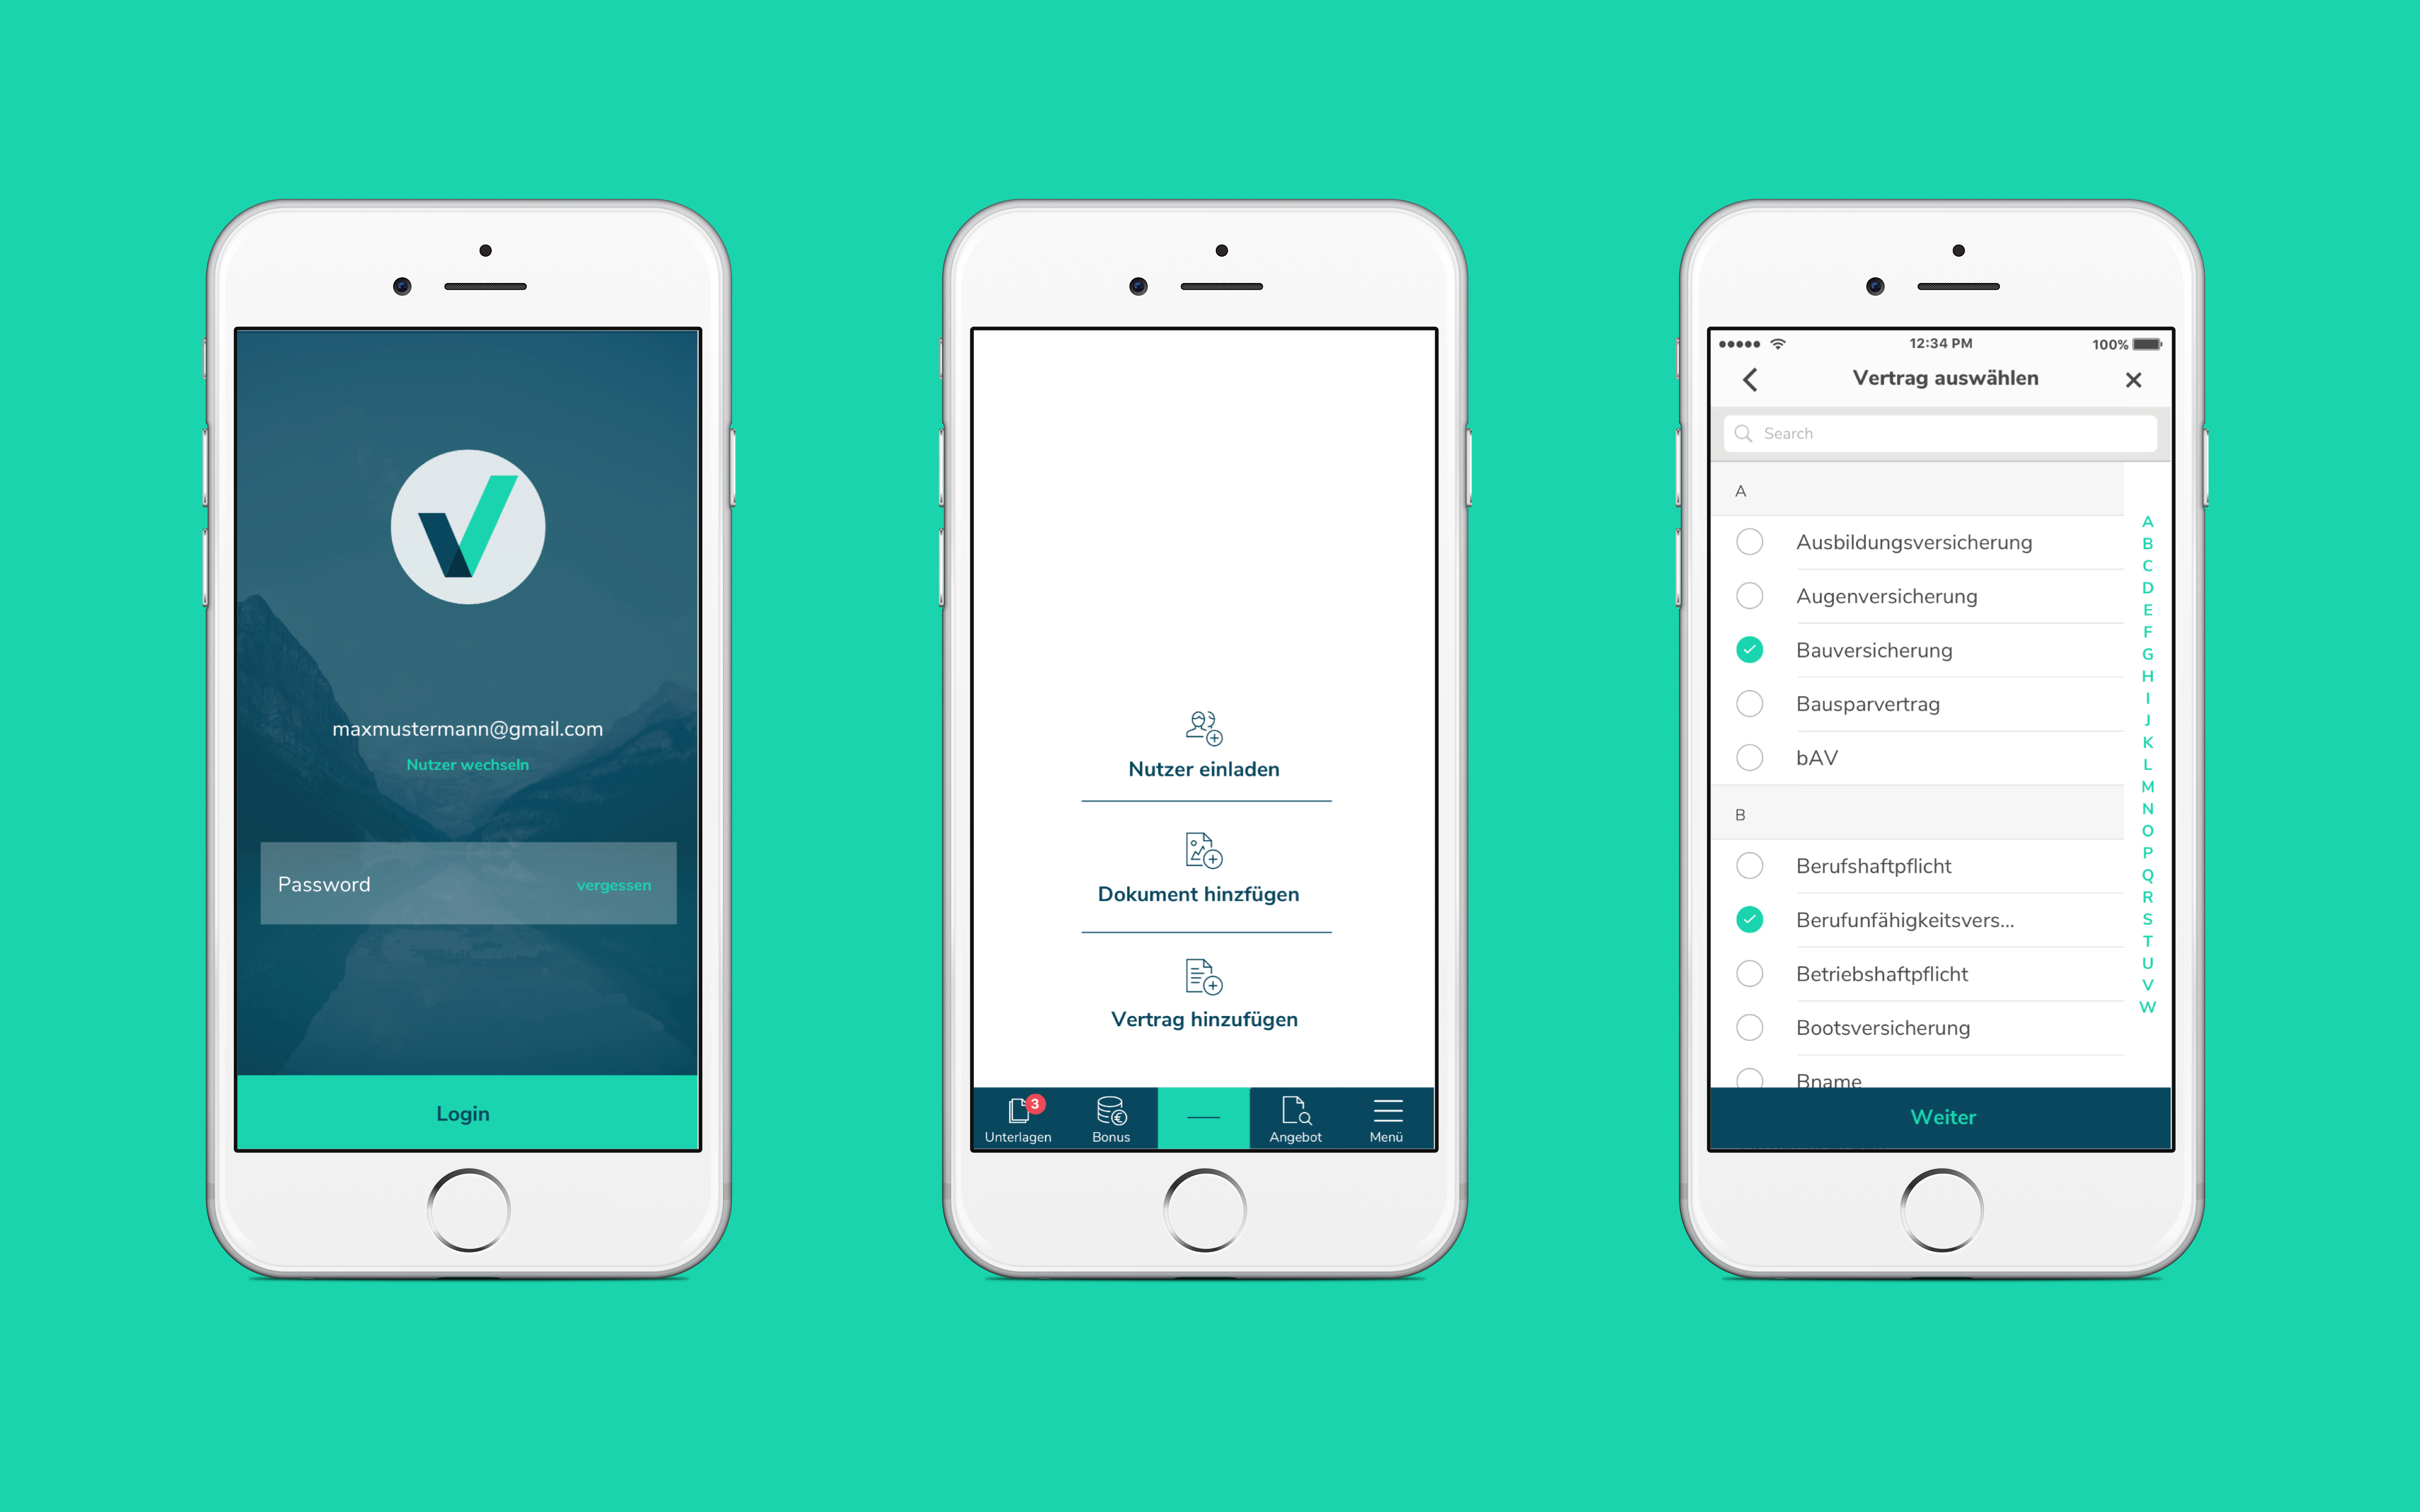 maxmustermann@gmail.com
Nutzer wechseln
Password vergessen
Login
Nutzer einladen
Dokument hinzfügen
Vertrag hinzufügen
3
Unterlagen Bonus Angebot Menü
12:34 PM 100%
Vertrag auswählen
Search
A
Ausbildungsversicherung
Augenversicherung
Bauversicherung
Bausparvertrag
bAV
B
Berufshaftpflicht
Berufunfähigkeitsvers...
Betriebshaftpflicht
Bootsversicherung
Bname
A
B
C
D
E
F
G
H
I
J
K
L
M
N
O
P
Q
R
S
T
U
V
W
Weiter